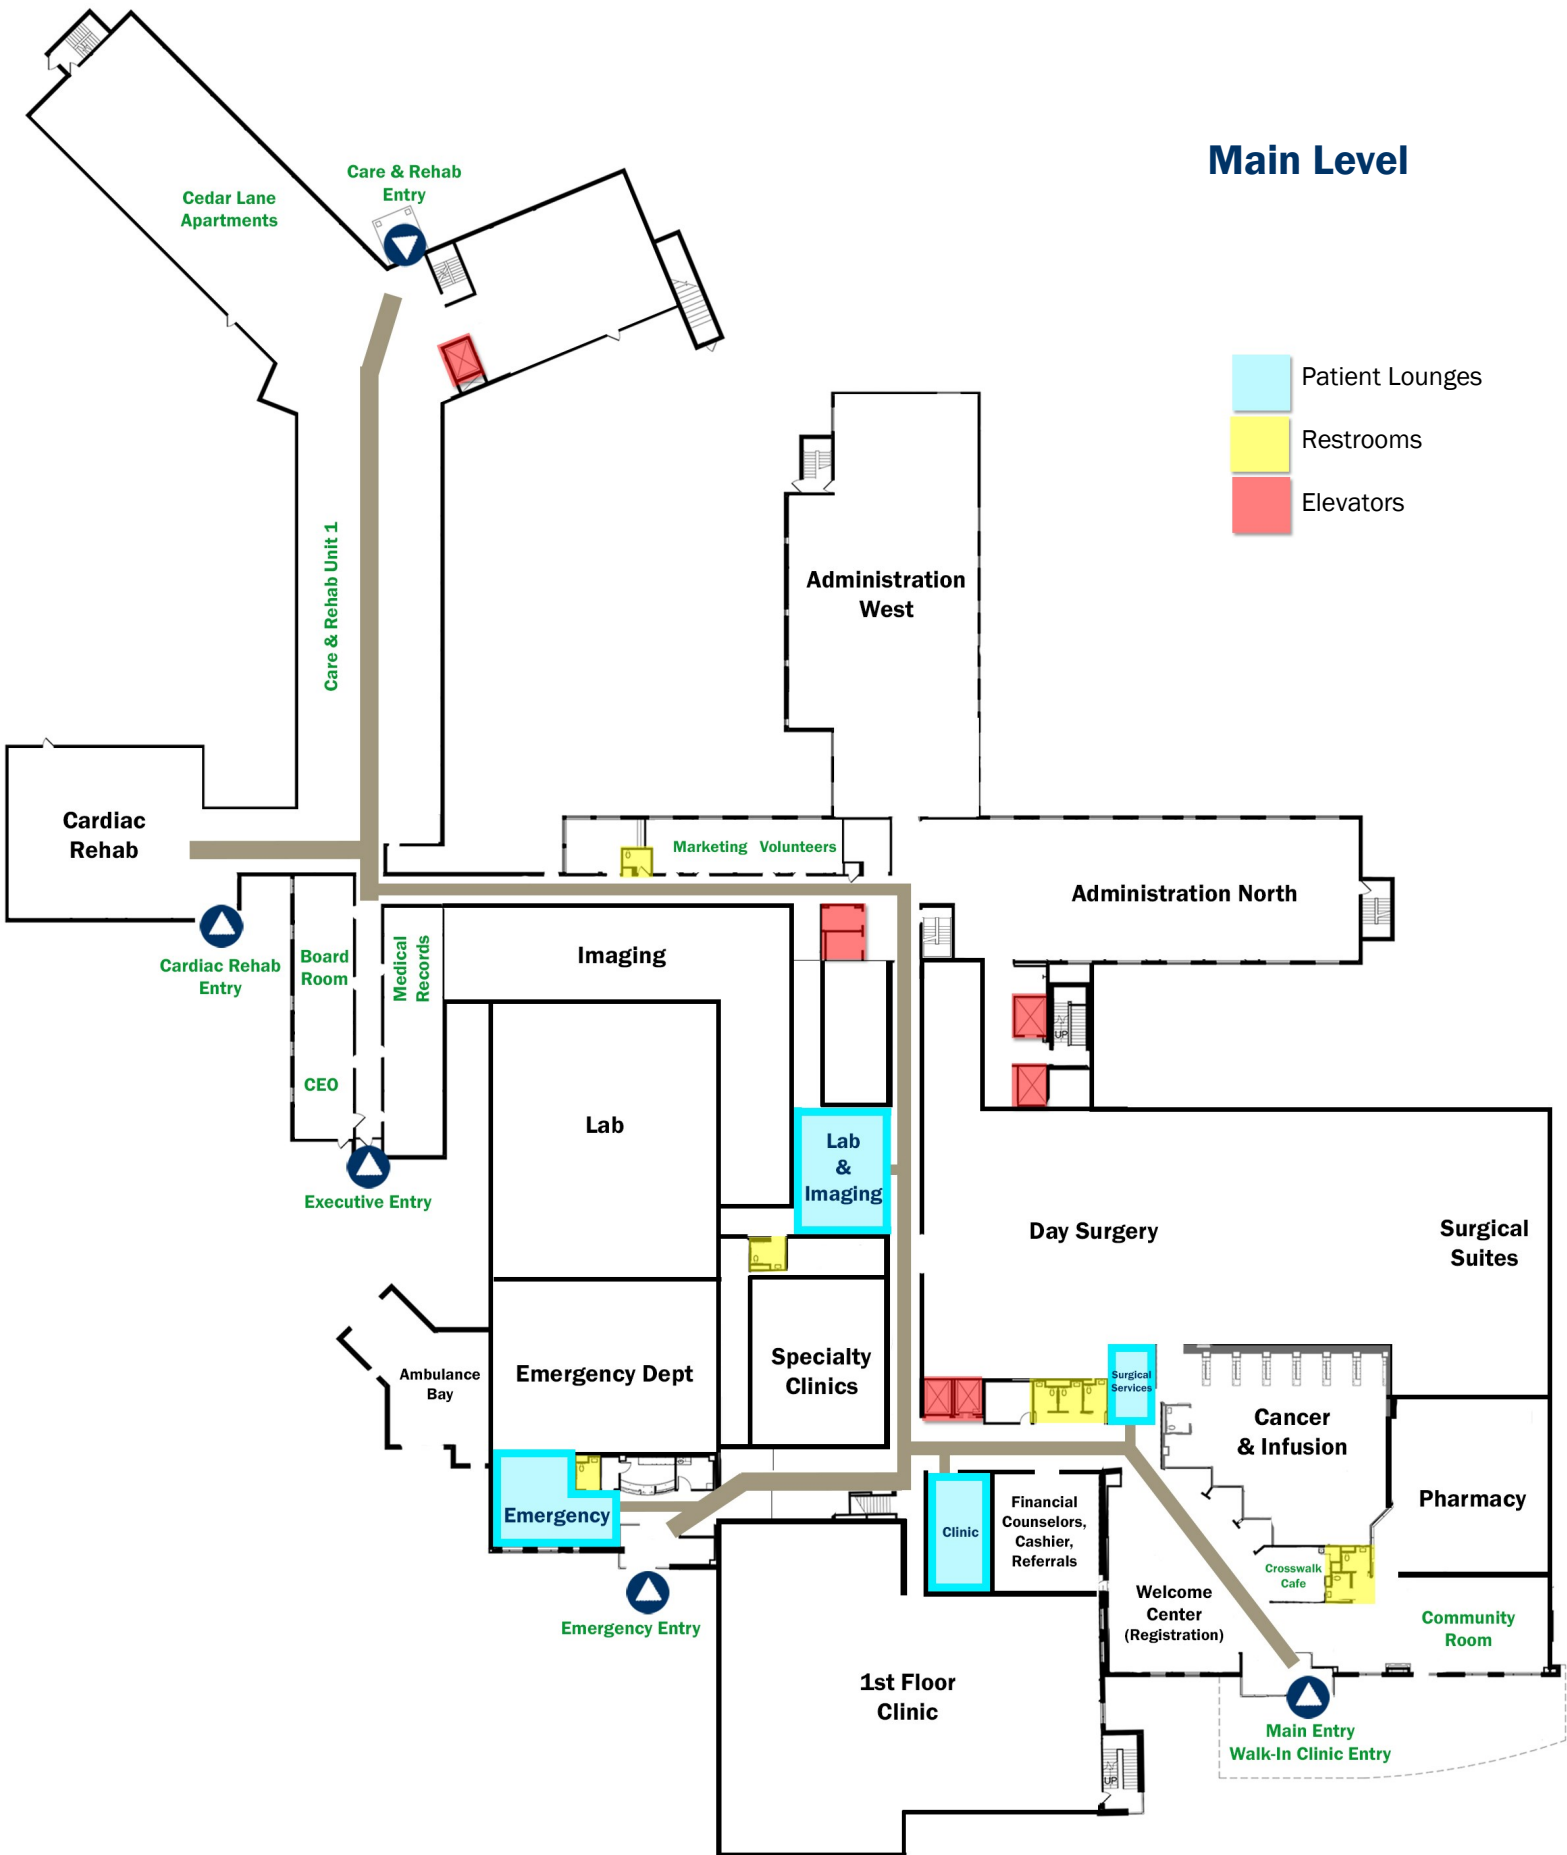 Main Level
Care & Rehab
Entry
Cedar Lane
Apartments
Patient Lounges
Restrooms
Elevators
Care & Rehab Unit 1
Administration
West
Cardiac
Rehab
Marketing
Volunteers
Administration North
Cardiac Rehab
Entry
Board
Room
Medical
Records
Imaging
UP
CEO
Lab
Lab
&
Imaging
Executive Entry
Day Surgery
Surgical
Suites
Ambulance
Bay
Emergency Dept
Specialty
Clinics
Surgical
Services
Cancer
& Infusion
Pharmacy
Emergency
Clinic
Financial
Counselors,
Cashier,
Referrals
Crosswalk
Cafe
Welcome
Center
(Registration)
Community
Room
Emergency Entry
1st Floor
Clinic
Main Entry
Walk-In Clinic Entry
UP